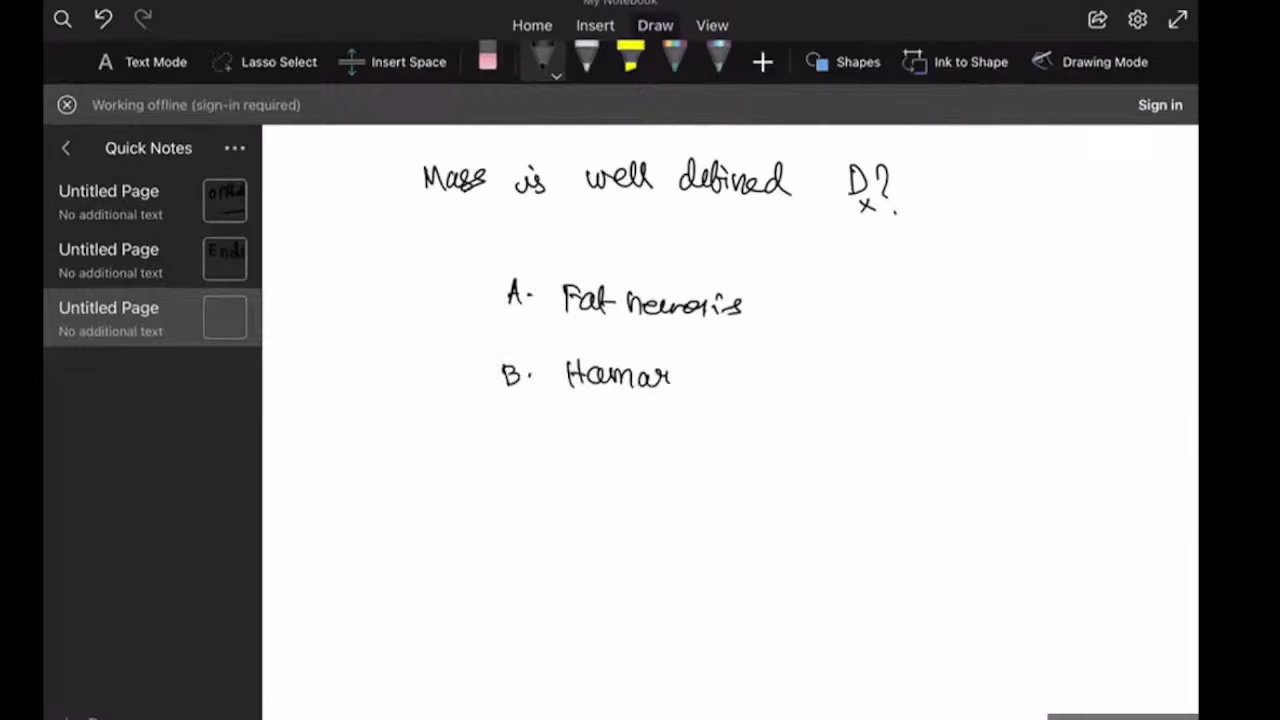 My Notebook
Home Insert Draw View
Text Mode Lasso Select Insert Space Shapes Ink to Shape Drawing Mode
Working offline (sign-in required) Sign in
Quick Notes
Untitled Page
No additional text
Untitled Page
No additional text
Untitled Page
No additional text
Mass is well defined Dx?
A. Fat necrosis
B. Hamar